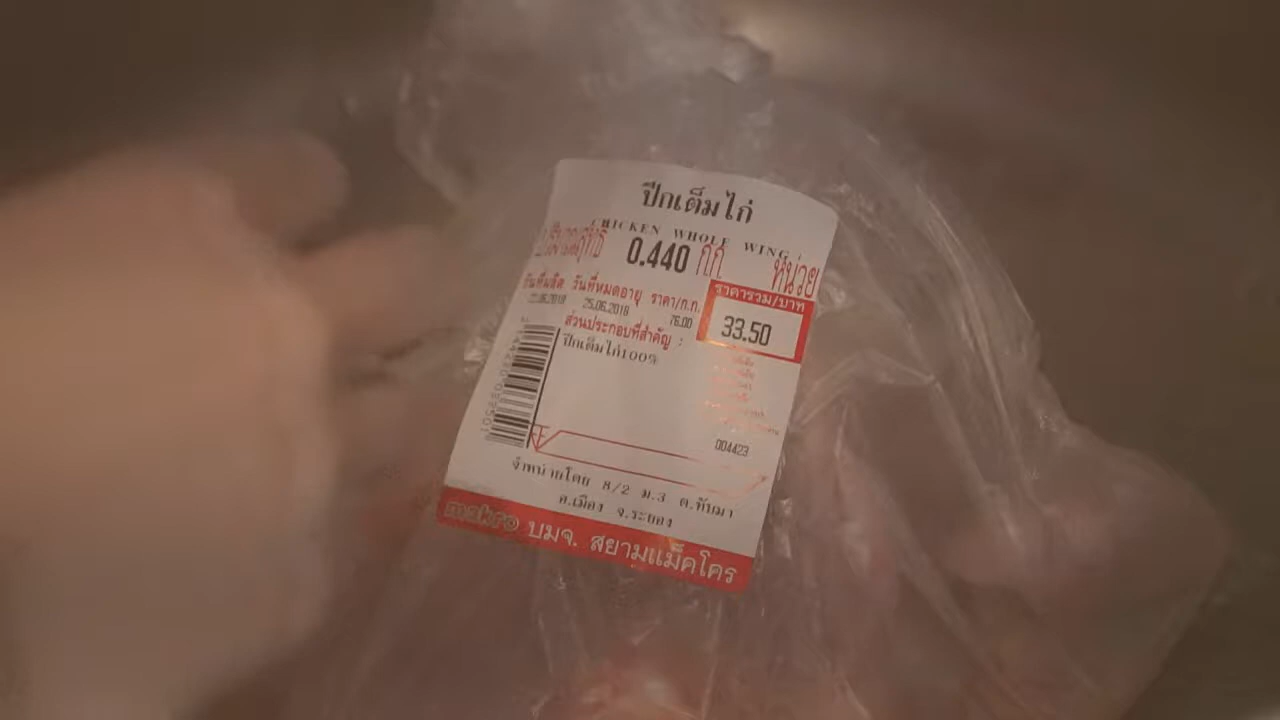 ปีกเต็มไก่
CHICKEN WHOLE WING
0.440 กก หน่วย
วันที่ผลิต วันที่หมดอายุ ราคา/ก.ก. ราคารวม/บาท
25.06.2018 76.00 33.50
ส่วนประกอบที่สำคัญ :
ปีกเต็มไก่100%
004423
จำหน่ายโดย 8/2 ม.3 ต.ทับมา
อ.เมือง จ.ระยอง
makro บมจ. สยามแม็คโคร